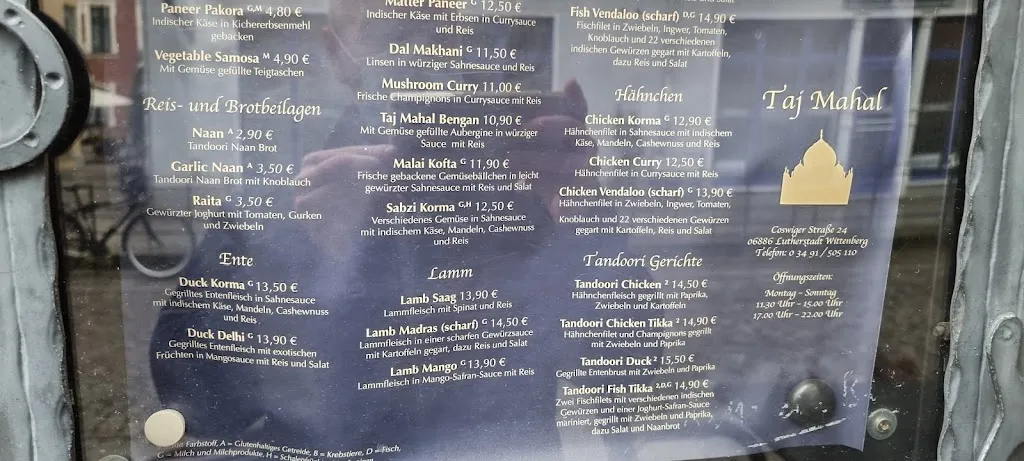 Paneer Pakora G,M 4,80 €
Indischer Käse in Kichererbsenmehl
gebacken
Vegetable Samosa M 4,90 €
Mit Gemüse gefüllte Teigtaschen
Reis- und Brotbeilagen
Naan A 2,90 €
Tandoori Naan Brot
Garlic Naan A 3,50 €
Tandoori Naan Brot mit Knoblauch
Raita G 3,50 €
Gewürzter Joghurt mit Tomaten, Gurken
und Zwiebeln
Ente
Duck Korma G 13,50 €
Gegrilltes Entenfleisch in Sahnesauce
mit indischem Käse, Mandeln, Cashewnuss
und Reis
Duck Delhi G 13,90 €
Gegrilltes Entenfleisch mit exotischen
Früchten in Mangosauce mit Reis und Salat
Matter Paneer G 12,50 €
Indischer Käse mit Erbsen in Currysauce
und Reis
Dal Makhani G 11,50 €
Linsen in würziger Sahnesauce und Reis
Mushroom Curry 11,00 €
Frische Champignons in Currysauce mit Reis
Taj Mahal Bengan 10,90 €
Mit Gemüse gefüllte Aubergine in würziger
Sauce mit Reis
Malai Kofta G 11,90 €
Frische gebackene Gemüsebällchen in leicht
gewürzter Sahnesauce mit Reis und Salat
Sabzi Korma G,H 12,50 €
Verschiedenes Gemüse in Sahnesauce
mit indischem Käse, Mandeln, Cashewnuss
und Reis
Lamm
Lamb Saag 13,90 €
Lammfleisch mit Spinat und Reis
Lamb Madras (scharf) G 14,50 €
Lammfleisch in einer scharfen Gewürzsauce
mit Kartoffeln gegart, dazu Reis und Salat
Lamb Mango G 13,90 €
Lammfleisch in Mango-Safran-Sauce mit Reis
Fish Vendaloo (scharf) D,G 14,90 €
Fischfilet in Zwiebeln, Ingwer, Tomaten,
Knoblauch und 22 verschiedenen
indischen Gewürzen gegart mit Kartoffeln,
dazu Reis und Salat
Hähnchen
Chicken Korma G 12,90 €
Hähnchenfilet in Sahnesauce mit indischem
Käse, Mandeln, Cashewnuss und Reis
Chicken Curry 12,50 €
Hähnchenfilet in Currysauce mit Reis
Chicken Vendaloo (scharf) G 13,90 €
Hähnchenfilet in Zwiebeln, Ingwer, Tomaten,
Knoblauch und 22 verschiedenen Gewürzen
gegart mit Kartoffeln, Reis und Salat
Tandoori Gerichte
Tandoori Chicken 2 14,50 €
Hähnchenfleisch gegrillt mit Paprika,
Zwiebeln und Kartoffeln
Tandoori Chicken Tikka 2 14,90 €
Hähnchenfilet und Champignons gegrillt
mit Zwiebeln und Paprika
Tandoori Duck 2 15,50 €
Gegrillte Entenbrust mit Zwiebeln und Paprika
Tandoori Fish Tikka 2,D,G 14,90 €
Zwei Fischfilets mit verschiedenen indischen
Gewürzen und einer Joghurt-Safran-Sauce
mariniert, gegrillt mit Zwiebeln und Paprika,
dazu Salat und Naanbrot
Taj Mahal
Coswiger Straße 24
06886 Lutherstadt Wittenberg
Telefon: 0 34 91 / 505 110
Öffnungszeiten:
Montag - Sonntag
11.30 Uhr - 15.00 Uhr
17.00 Uhr - 22.00 Uhr
mit Farbstoff, A = Glutenhaltiges Getreide, B = Krebstiere, D = Fisch,
G = Milch und Milchprodukte, H =